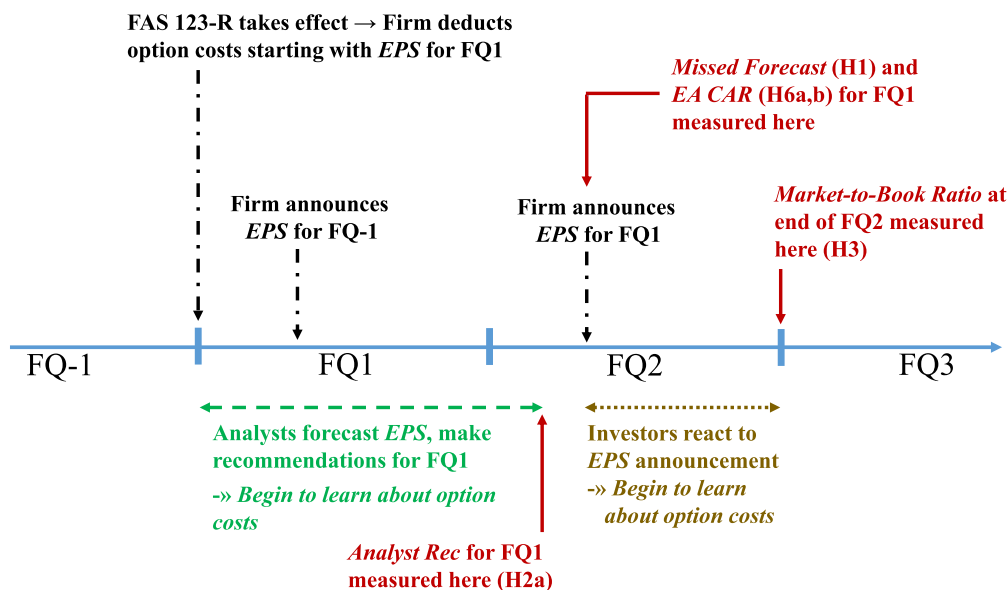 FAS 123-R takes effect → Firm deducts
option costs starting with EPS for FQ1
Missed Forecast (H1) and
EA CAR (H6a,b) for FQ1
measured here
Firm announces
EPS for FQ-1
Firm announces
EPS for FQ1
Market-to-Book Ratio at
end of FQ2 measured
here (H3)
FQ-1
FQ1
FQ2
FQ3
Analysts forecast EPS, make
recommendations for FQ1
-» Begin to learn about option
costs
Investors react to
EPS announcement
-» Begin to learn
about option costs
Analyst Rec for FQ1
measured here (H2a)